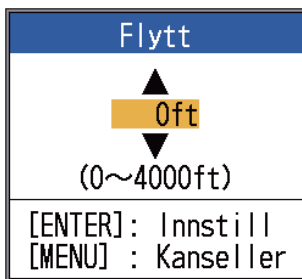 Flytt
▲
0ft
▼
(0～4000ft)
[ENTER]: Innstill
[MENU] : Kanseller